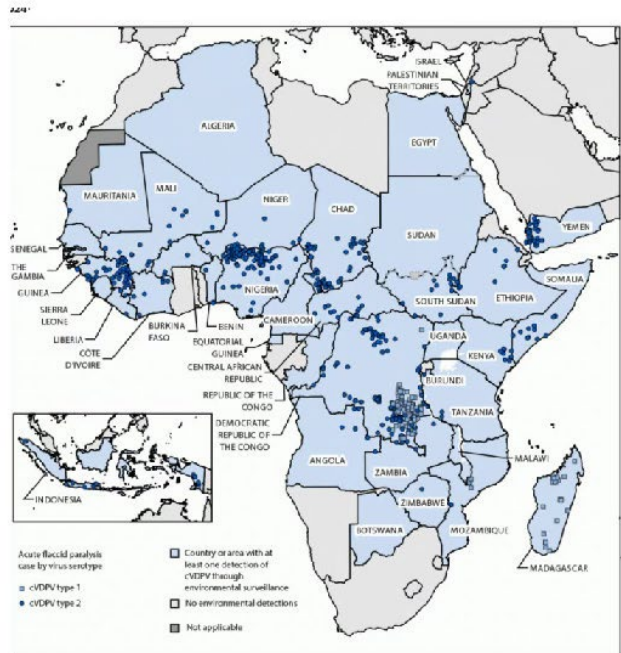 ISRAEL
PALESTINIAN
TERRITORIES
ALGERIA
EGYPT
MAURITANIA
MALI
NIGER
CHAD
SUDAN
YEMEN
SENEGAL
THE
GAMBIA
GUINEA
SIERRA
LEONE
LIBERIA
CÔTE
D'IVOIRE
BURKINA
FASO
BENIN
NIGERIA
CAMEROON
EQUATORIAL
GUINEA
CENTRAL AFRICAN
REPUBLIC
REPUBLIC OF THE
CONGO
DEMOCRATIC
REPUBLIC OF
THE CONGO
SOUTH SUDAN
ETHIOPIA
SOMALIA
UGANDA
KENYA
BURUNDI
TANZANIA
ANGOLA
ZAMBIA
MALAWI
ZIMBABWE
BOTSWANA
MOZAMBIQUE
MADAGASCAR
INDONESIA
Acute flaccid paralysis
case by virus serotype
cVDPV type 1
cVDPV type 2
Country or area with at
least one detection of
cVDPV through
environmental surveillance
No environmental detections
Not applicable